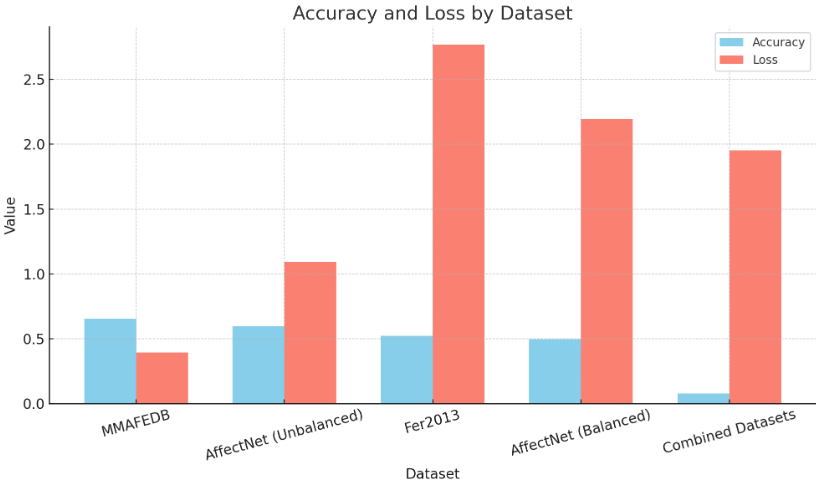 Accuracy and Loss by Dataset
Accuracy
Loss
Value
2.5
2.0
1.5
1.0
0.5
0.0
MMAFEDB
AffectNet (Unbalanced)
Fer2013
AffectNet (Balanced)
Combined Datasets
Dataset